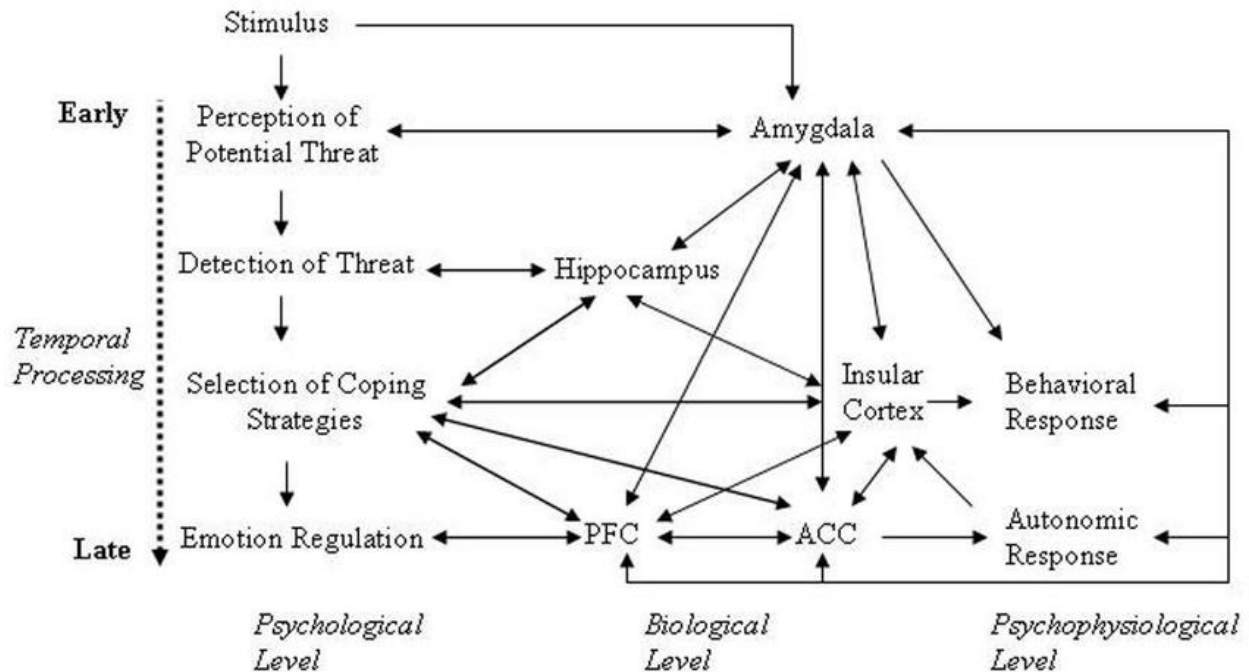 Stimulus
Early
Perception of
Potential Threat
Amygdala
Detection of Threat
Hippocampus
Temporal
Processing
Selection of Coping
Strategies
Insular
Cortex
Behavioral
Response
Late
Emotion Regulation
PFC
ACC
Autonomic
Response
Psychological
Level
Biological
Level
Psychophysiological
Level